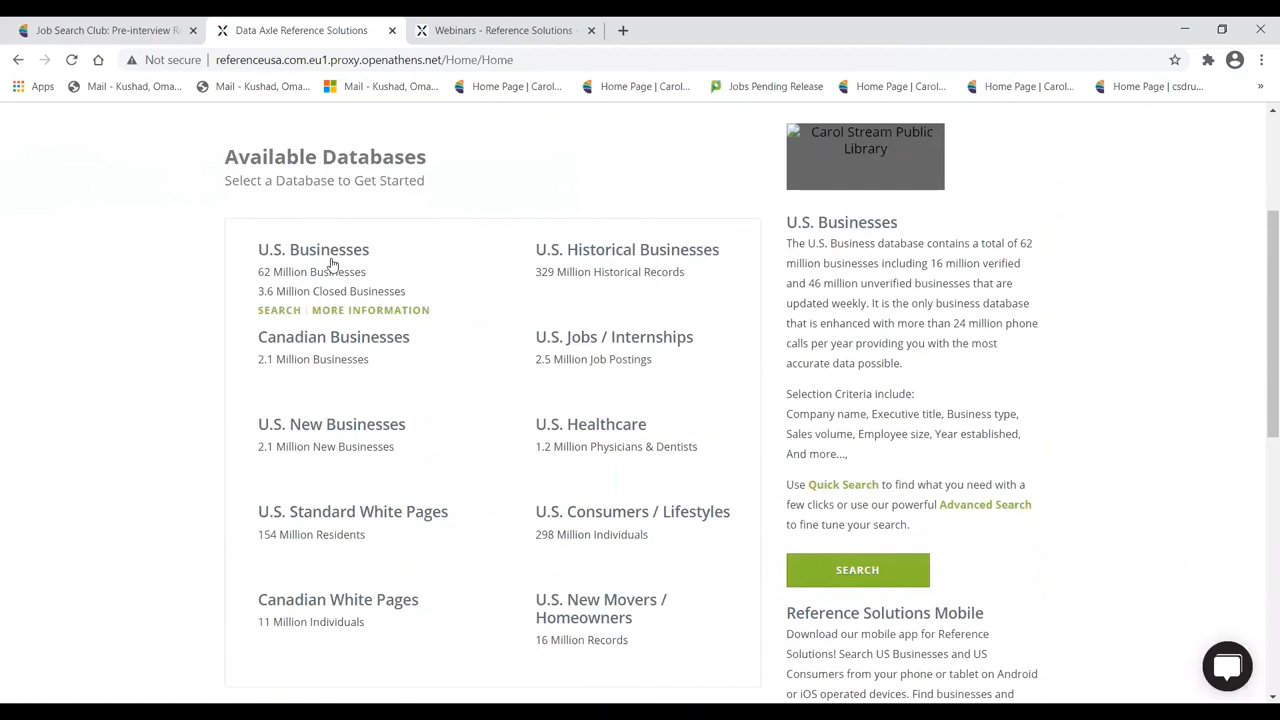 Job Search Club: Pre-interview R
Data Axle Reference Solutions
Webinars - Reference Solutions -
Not secure
referenceusa.com.eu1.proxy.openathens.net/Home/Home
Apps
Mail - Kushad, Oma...
Mail - Kushad, Oma...
Mail - Kushad, Oma...
Home Page | Carol...
Home Page | Carol...
Jobs Pending Release
Home Page | Carol...
Home Page | Carol...
Home Page | csdru...
»
Available Databases
Select a Database to Get Started
U.S. Businesses
62 Million Businesses
3.6 Million Closed Businesses
SEARCH | MORE INFORMATION
U.S. Historical Businesses
329 Million Historical Records
Canadian Businesses
2.1 Million Businesses
U.S. Jobs / Internships
2.5 Million Job Postings
U.S. New Businesses
2.1 Million New Businesses
U.S. Healthcare
1.2 Million Physicians & Dentists
U.S. Standard White Pages
154 Million Residents
U.S. Consumers / Lifestyles
298 Million Individuals
Canadian White Pages
11 Million Individuals
U.S. New Movers /
Homeowners
16 Million Records
Carol Stream Public
Library
U.S. Businesses
The U.S. Business database contains a total of 62
million businesses including 16 million verified
and 46 million unverified businesses that are
updated weekly. It is the only business database
that is enhanced with more than 24 million phone
calls per year providing you with the most
accurate data possible.
Selection Criteria include:
Company name, Executive title, Business type,
Sales volume, Employee size, Year established,
And more...,
Use Quick Search to find what you need with a
few clicks or use our powerful Advanced Search
to fine tune your search.
SEARCH
Reference Solutions Mobile
Download our mobile app for Reference
Solutions! Search US Businesses and US
Consumers from your phone or tablet on Android
or iOS operated devices. Find businesses and